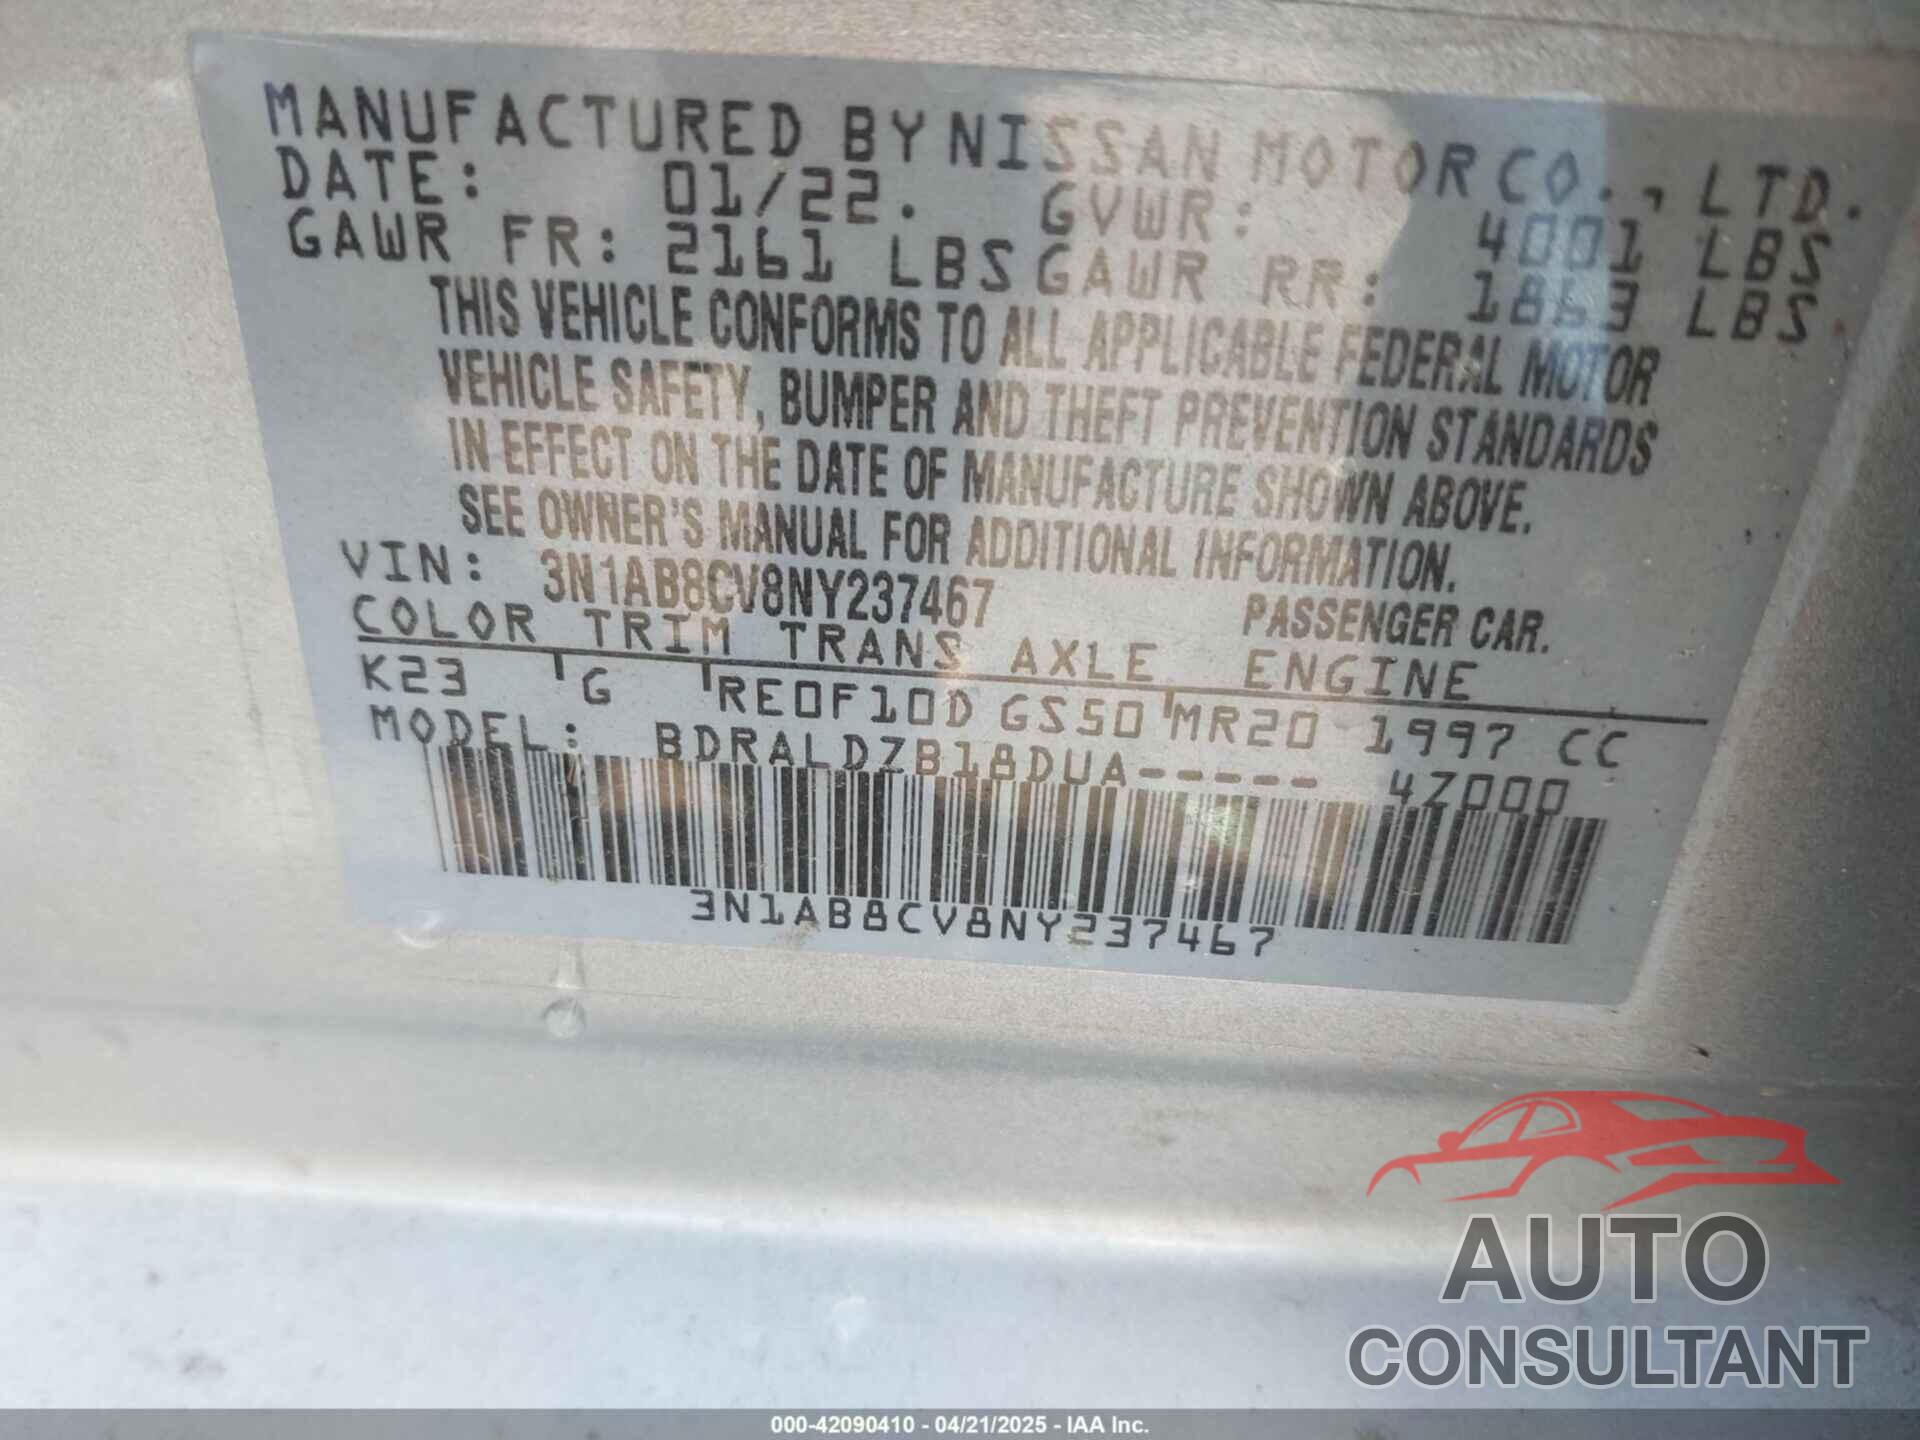 MANUFACTURED BY NISSAN MOTOR CO., LTD.
DATE: 01/22. GVWR: 4001 LBS
GAWR FR: 2161 LBS GAWR RR: 1863 LBS
THIS VEHICLE CONFORMS TO ALL APPLICABLE FEDERAL MOTOR
VEHICLE SAFETY, BUMPER AND THEFT PREVENTION STANDARDS
IN EFFECT ON THE DATE OF MANUFACTURE SHOWN ABOVE.
SEE OWNER'S MANUAL FOR ADDITIONAL INFORMATION.
VIN: 3N1AB8CV8NY237467 PASSENGER CAR.
COLOR TRIM TRANS AXLE ENGINE
K23 G RE0F10D GS50 MR20 1997 CC
MODEL: BDRALDZB18DUA----- 4Z000
3N1AB8CV8NY237467
AUTO
CONSULTANT
000-42090410 - 04/21/2025 - IAA Inc.